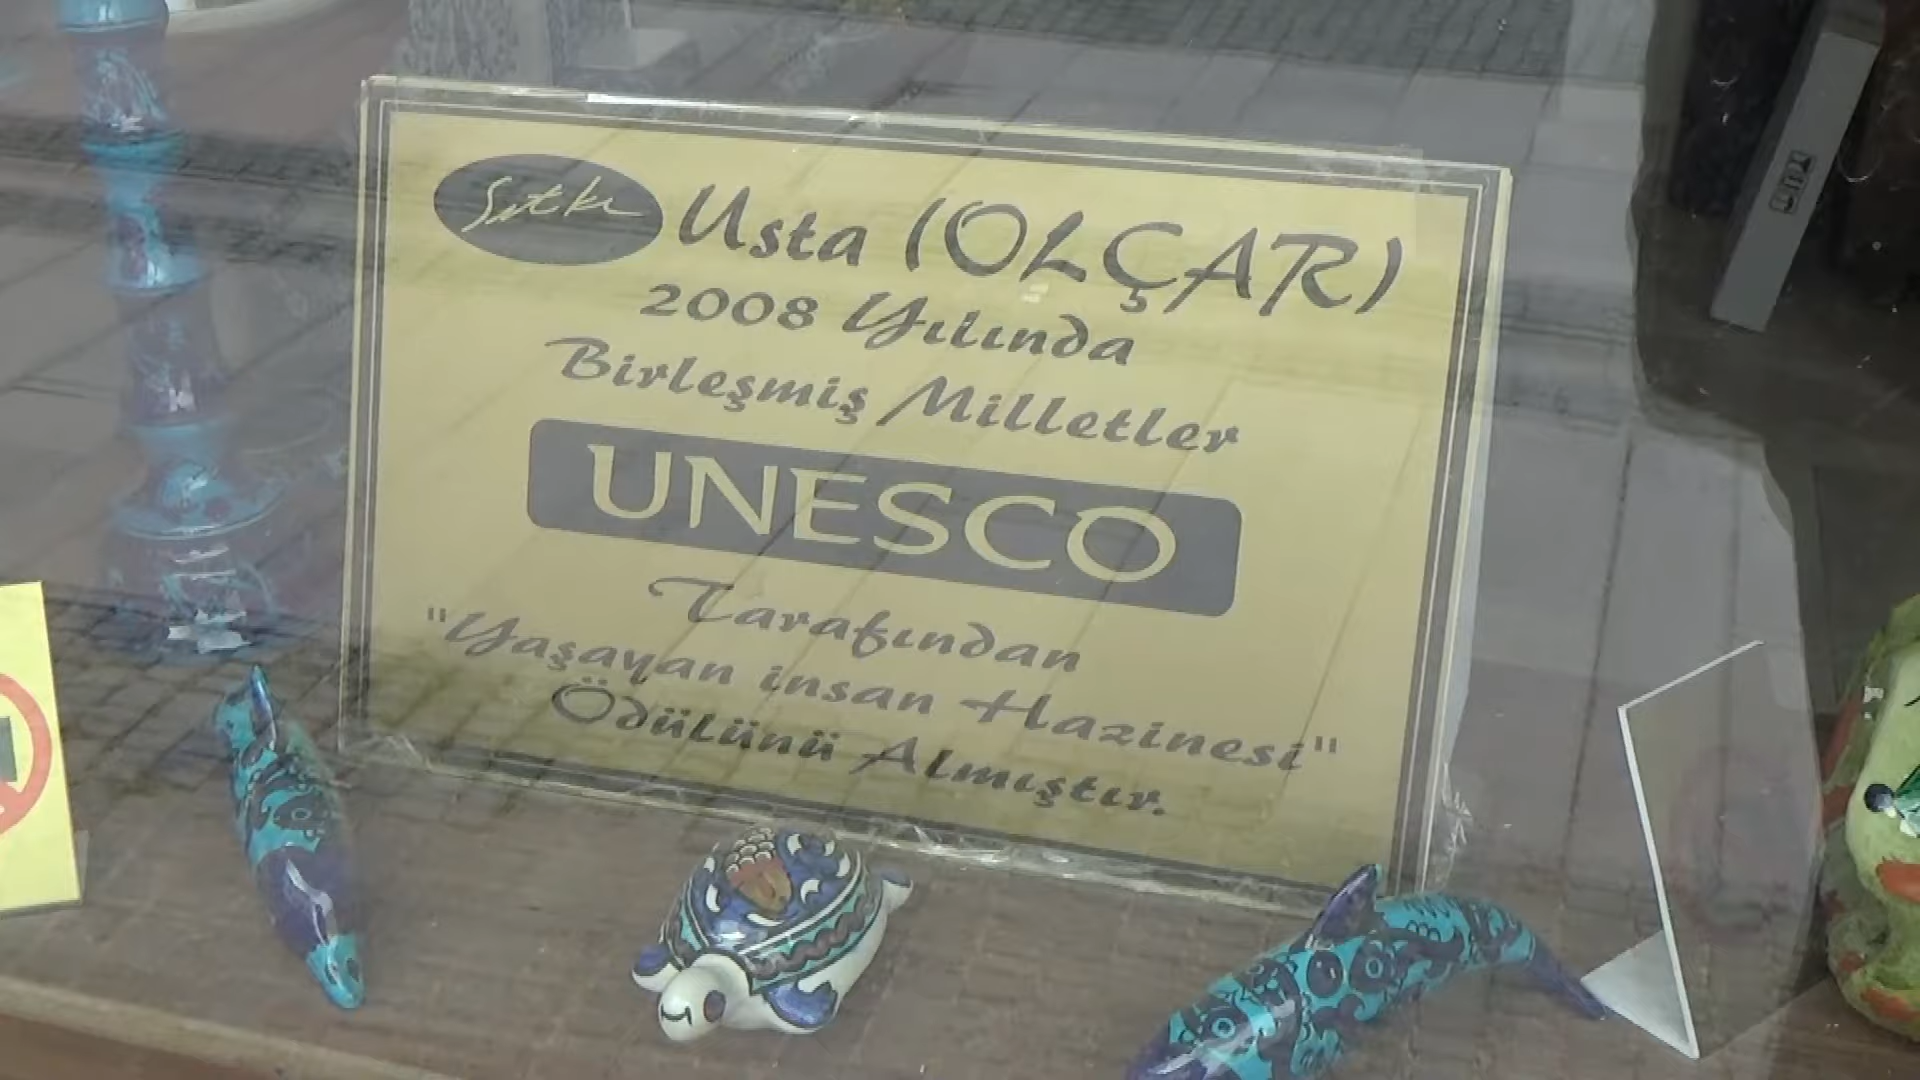 Sıtkı Usta (OLÇAR)
2008 Yılında
Birleşmiş Milletler
UNESCO
Tarafından
"Yaşayan insan Hazinesi"
Ödülünü Almıştır.